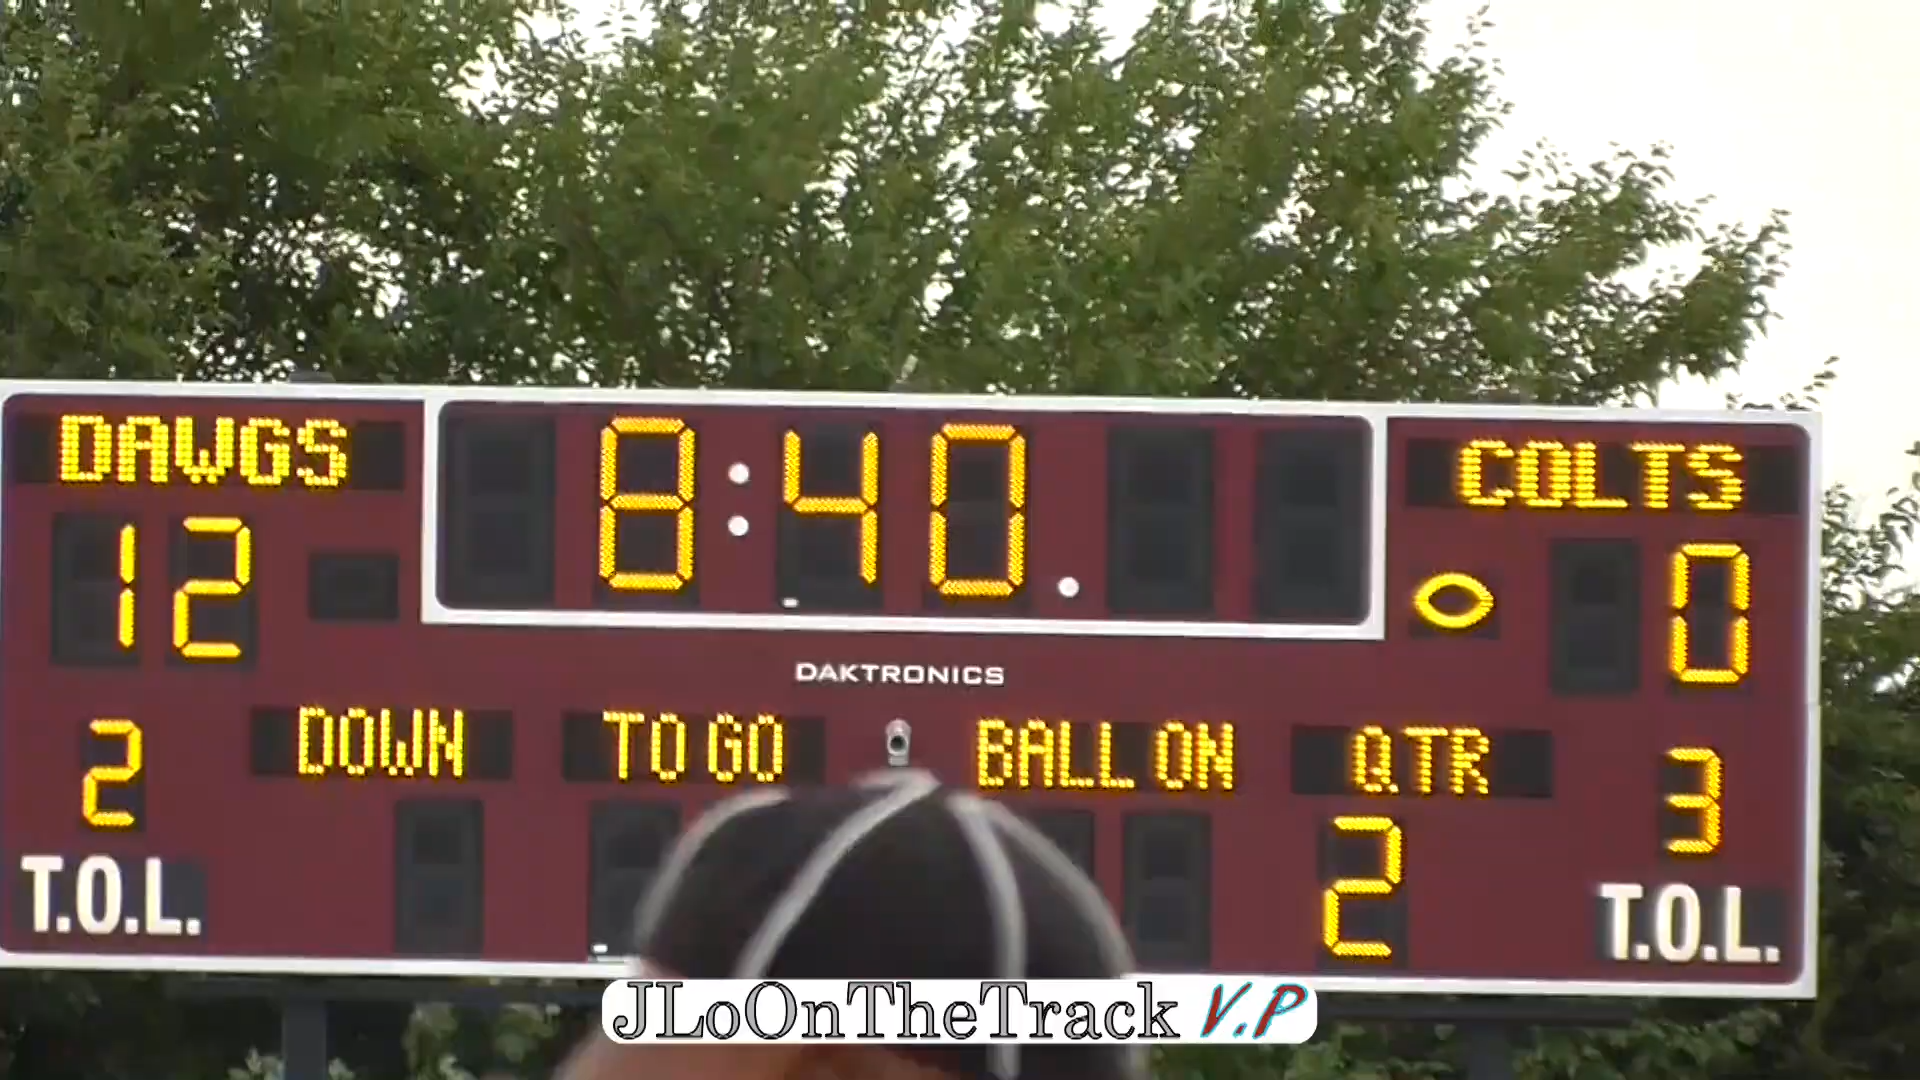 DAWGS 8:40. COLTS
12 0
DAKTRONICS
2 DOWN TO GO BALL ON QTR 3
2
T.O.L. T.O.L.
JLoOnTheTrack V.P